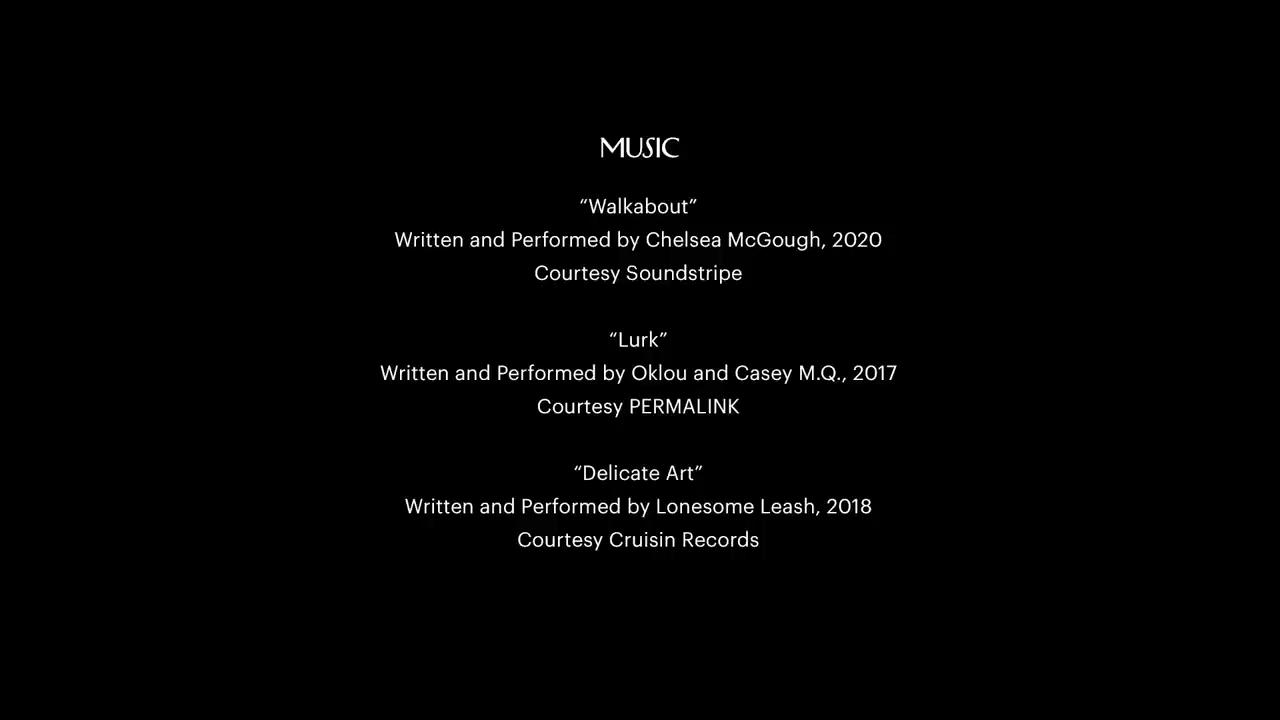 MUSIC
“Walkabout”
Written and Performed by Chelsea McGough, 2020
Courtesy Soundstripe
“Lurk”
Written and Performed by Oklou and Casey M.Q., 2017
Courtesy PERMALINK
“Delicate Art”
Written and Performed by Lonesome Leash, 2018
Courtesy Cruisin Records